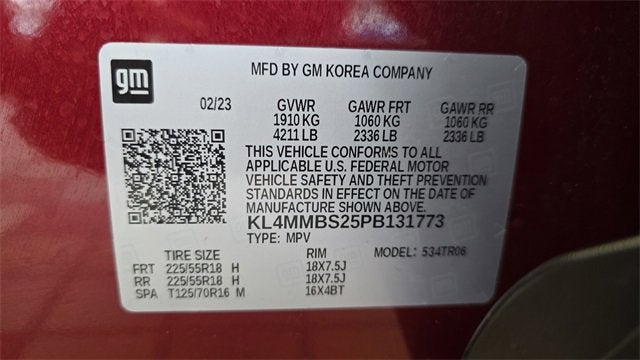 gm
MFD BY GM KOREA COMPANY
02/23 GVWR GAWR FRT GAWR RR
1910 KG 1060 KG 1060 KG
4211 LB 2336 LB 2336 LB
THIS VEHICLE CONFORMS TO ALL
APPLICABLE U.S. FEDERAL MOTOR
VEHICLE SAFETY AND THEFT PREVENTION
STANDARDS IN EFFECT ON THE DATE OF
MANUFACTURE SHOWN ABOVE.
KL4MMBS25PB131773
TYPE: MPV
TIRE SIZE RIM MODEL: 534TR06
FRT 225/55R18 H 18X7.5J
RR 225/55R18 H 18X7.5J
SPA T125/70R16 M 16X4BT